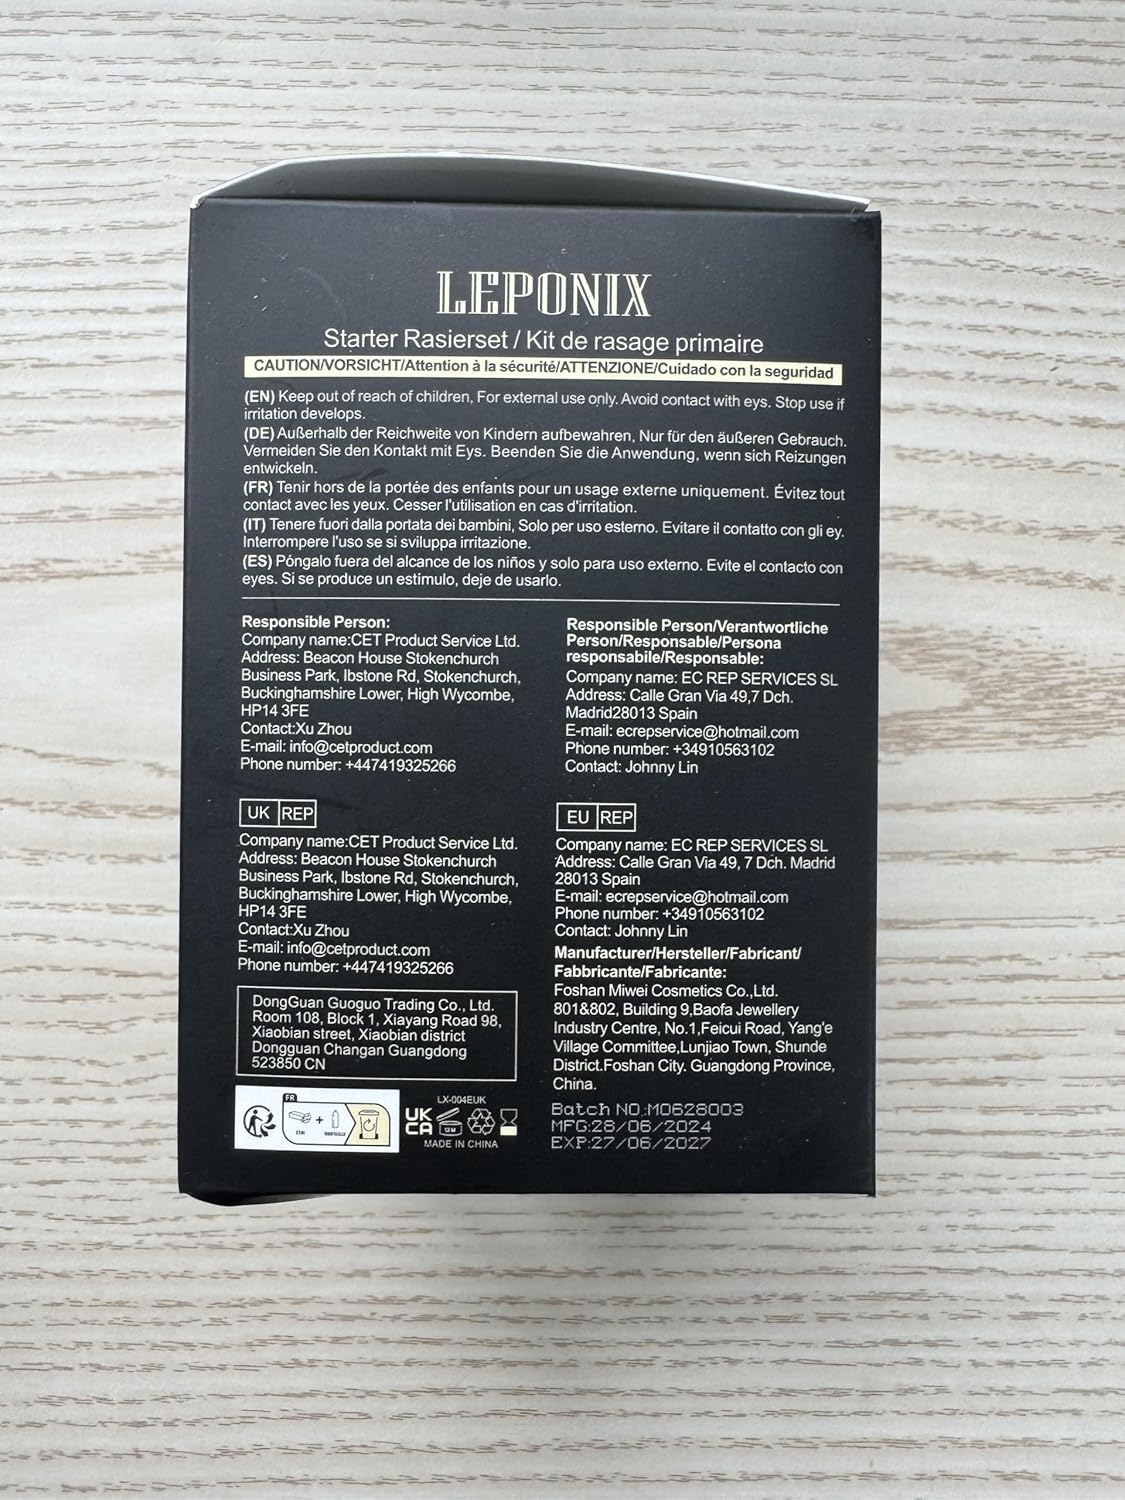 LEPONIX
Starter Rasierset / Kit de rasage primaire
CAUTION/VORSICHT/Attention à la sécurité/ATTENZIONE/Cuidado con la seguridad
(EN) Keep out of reach of children, For external use only. Avoid contact with eys. Stop use if
irritation develops.
(DE) Außerhalb der Reichweite von Kindern aufbewahren, Nur für den äußeren Gebrauch.
Vermeiden Sie den Kontakt mit Eys. Beenden Sie die Anwendung, wenn sich Reizungen
entwickeln.
(FR) Tenir hors de la portée des enfants pour un usage externe uniquement. Évitez tout
contact avec les yeux. Cesser l'utilisation en cas d'irritation.
(IT) Tenere fuori dalla portata dei bambini, Solo per uso esterno. Evitare il contatto con gli ey.
Interrompere l'uso se si sviluppa irritazione.
(ES) Póngalo fuera del alcance de los niños y solo para uso externo. Evite el contacto con
eyes. Si se produce un estímulo, deje de usarlo.
Responsible Person:
Company name:CET Product Service Ltd.
Address: Beacon House Stokenchurch
Business Park, Ibstone Rd, Stokenchurch,
Buckinghamshire Lower, High Wycombe,
HP14 3FE
Contact:Xu Zhou
E-mail: info@cetproduct.com
Phone number: +447419325266
Responsible Person/Verantwortliche
Person/Responsable/Persona
responsabile/Responsable:
Company name: EC REP SERVICES SL
Address: Calle Gran Via 49,7 Dch.
Madrid28013 Spain
E-mail: ecrepservice@hotmail.com
Phone number: +34910563102
Contact: Johnny Lin
UK REP
Company name:CET Product Service Ltd.
Address: Beacon House Stokenchurch
Business Park, Ibstone Rd, Stokenchurch,
Buckinghamshire Lower, High Wycombe,
HP14 3FE
Contact:Xu Zhou
E-mail: info@cetproduct.com
Phone number: +447419325266
EU REP
Company name: EC REP SERVICES SL
Address: Calle Gran Via 49, 7 Dch. Madrid
28013 Spain
E-mail: ecrepservice@hotmail.com
Phone number: +34910563102
Contact: Johnny Lin
Manufacturer/Hersteller/Fabricant/
Fabbricante/Fabricante:
Foshan Miwei Cosmetics Co.,Ltd.
801&802, Building 9,Baofa Jewellery
Industry Centre, No.1,Feicui Road, Yang'e
Village Committee,Lunjiao Town, Shunde
District.Foshan City. Guangdong Province,
China.
DongGuan Guoguo Trading Co., Ltd.
Room 108, Block 1, Xiayang Road 98,
Xiaobian street, Xiaobian district
Dongguan Changan Guangdong
523850 CN
FR
+
LX-004EUK
UK
CA
12M
MADE IN CHINA
Batch NO.:M0628003
MFG:28/06/2024
EXP:27/06/2027